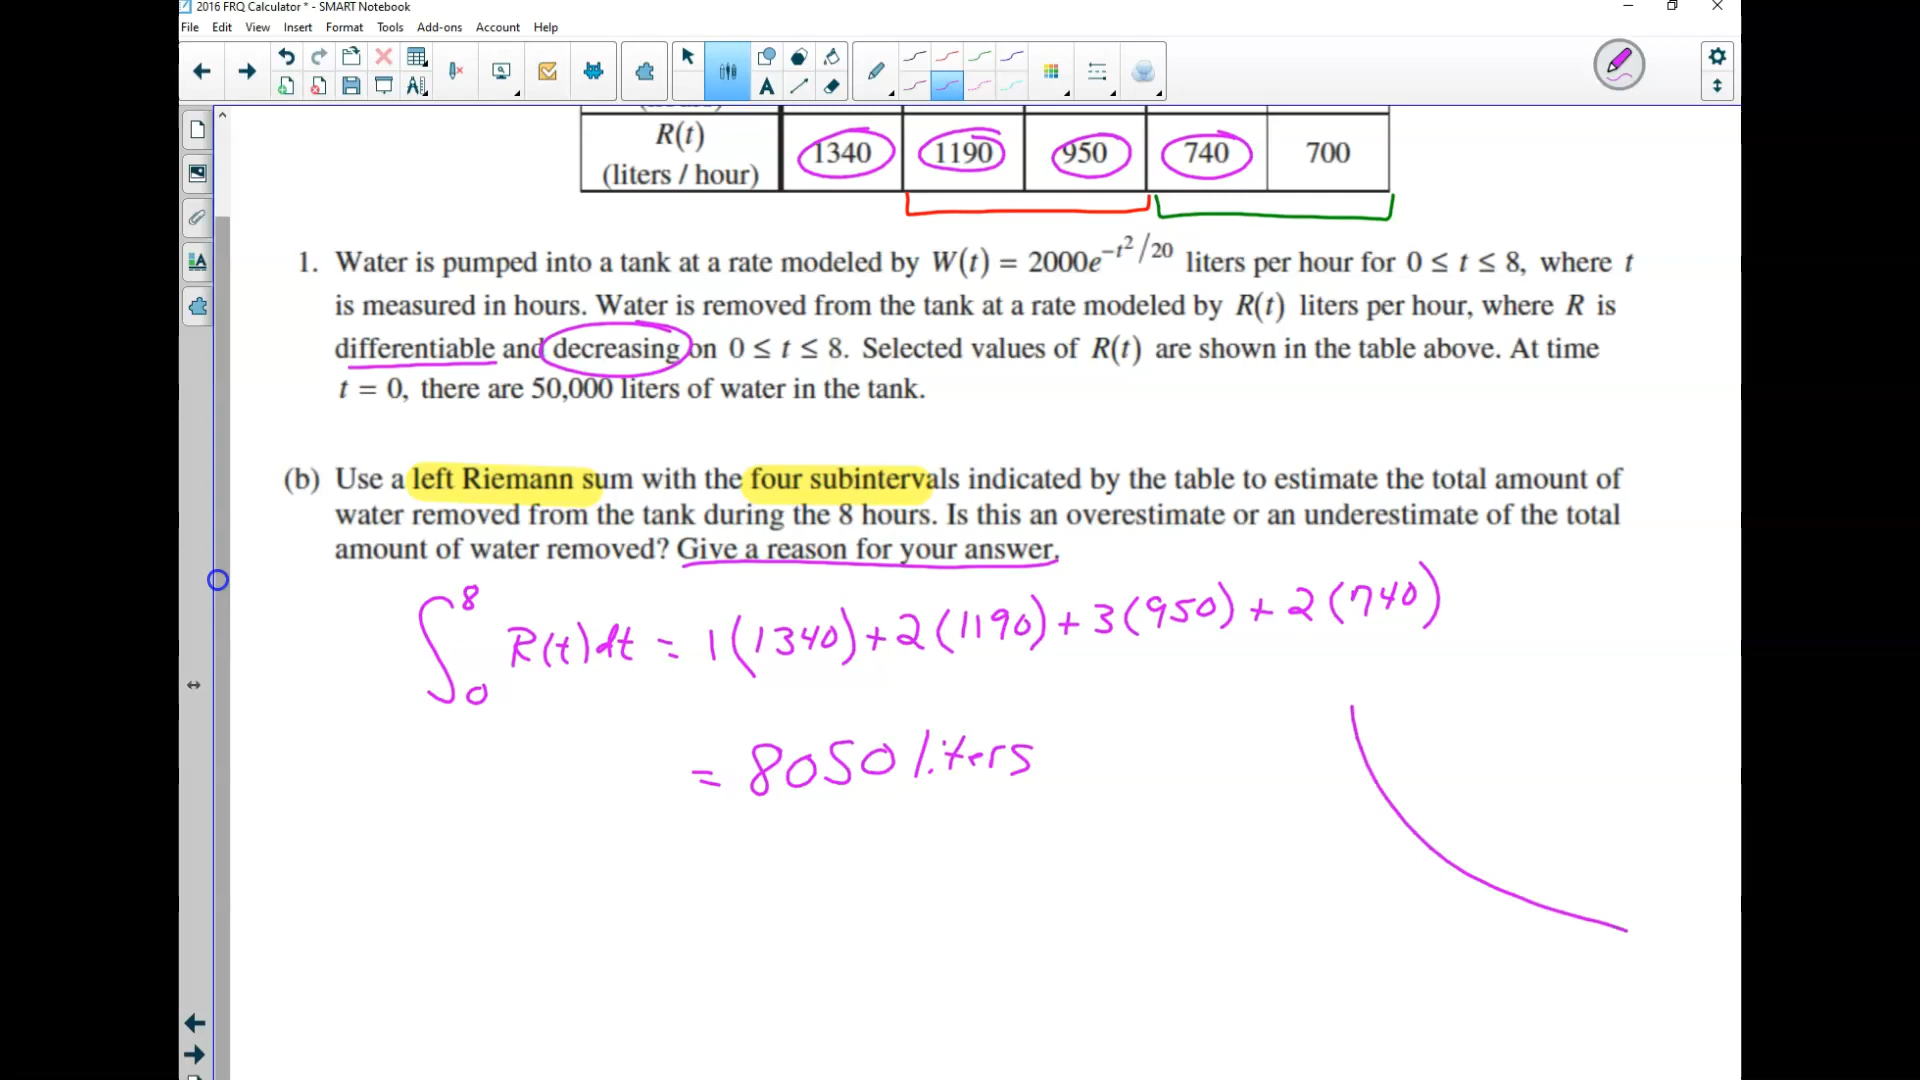 2016 FRQ Calculator * - SMART Notebook
File Edit View Insert Format Tools Add-ons Account Help
R(t)
(liters / hour)
1340 1190 950 740 700
1. Water is pumped into a tank at a rate modeled by W(t) = 2000e^(-t²/20) liters per hour for 0 ≤ t ≤ 8, where t
is measured in hours. Water is removed from the tank at a rate modeled by R(t) liters per hour, where R is
differentiable and decreasing on 0 ≤ t ≤ 8. Selected values of R(t) are shown in the table above. At time
t = 0, there are 50,000 liters of water in the tank.
(b) Use a left Riemann sum with the four subintervals indicated by the table to estimate the total amount of
water removed from the tank during the 8 hours. Is this an overestimate or an underestimate of the total
amount of water removed? Give a reason for your answer.
∫₀⁸ R(t)dt = 1(1340)+2(1190)+3(950)+2(740)
= 8050 liters